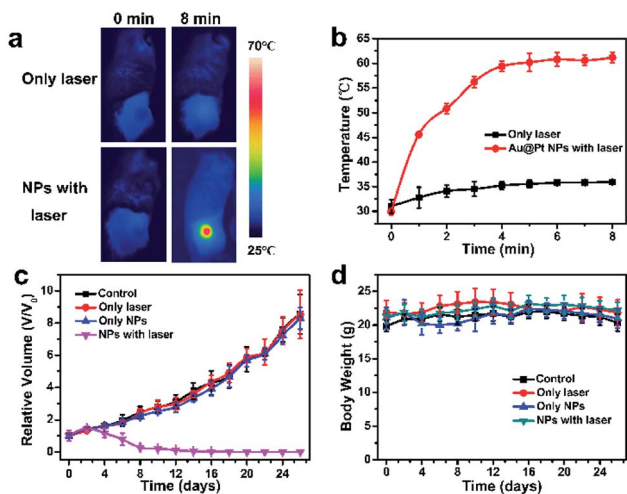 a
0 min 8 min
Only laser
NPs with
laser
70℃
25℃
b
Temperature (℃)
65
60
55
50
45
40
35
30
Only laser
Au@Pt NPs with laser
0 2 4 6 8
Time (min)
c
Relative Volume (V/V₀)
10
8
6
4
2
0
Control
Only laser
Only NPs
NPs with laser
0 4 8 12 16 20 24
Time (days)
d
Body Weight (g)
30
25
20
15
10
5
0
Control
Only laser
Only NPs
NPs with laser
0 4 8 12 16 20 24
Time (days)